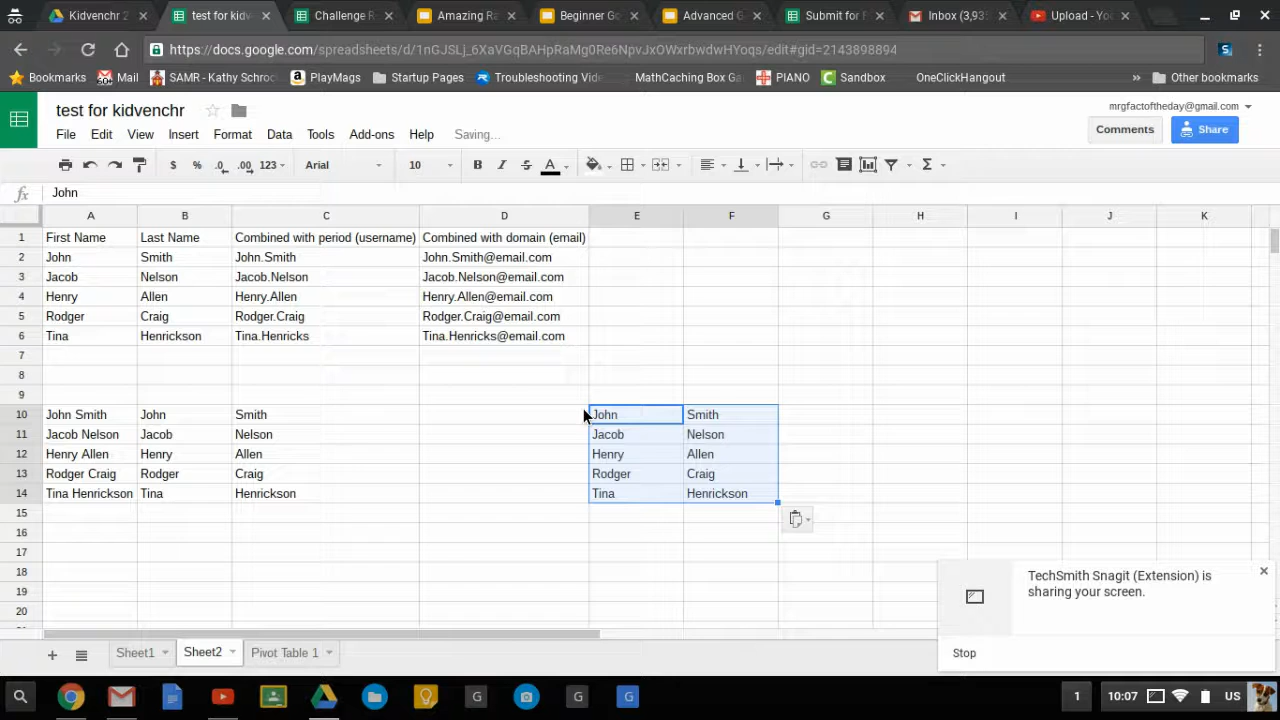 Kidvenchr 2 test for kidv Challenge R Amazing R Beginner G Advanced G Submit for F Inbox (3,93 Upload - Yo
https://docs.google.com/spreadsheets/d/1nGJSLj_6XaVGqBAHpRaMg0Re6NpvJxOWxrbwdwHYoqs/edit#gid=2143898894
Bookmarks 60+ Mail SAMR - Kathy Schroc PlayMags Startup Pages Troubleshooting Vid MathCaching Box Ga PIANO Sandbox OneClickHangout » Other bookmarks
test for kidvenchr mrgfactoftheday@gmail.com
File Edit View Insert Format Data Tools Add-ons Help Saving... Comments Share
$ % .0 .00 123 Arial 10 B I S A Σ
fx John
A B C D E F G H I J K
1 First Name Last Name Combined with period (username) Combined with domain (email)
2 John Smith John.Smith John.Smith@email.com
3 Jacob Nelson Jacob.Nelson Jacob.Nelson@email.com
4 Henry Allen Henry.Allen Henry.Allen@email.com
5 Rodger Craig Rodger.Craig Rodger.Craig@email.com
6 Tina Henrickson Tina.Henricks Tina.Henricks@email.com
7
8
9
10 John Smith John Smith John Smith
11 Jacob Nelson Jacob Nelson Jacob Nelson
12 Henry Allen Henry Allen Henry Allen
13 Rodger Craig Rodger Craig Rodger Craig
14 Tina Henrickson Tina Henrickson Tina Henrickson
15
16
17
18
19
20
TechSmith Snagit (Extension) is
sharing your screen.
Stop
+ Sheet1 Sheet2 Pivot Table 1
G G G 1 10:07 US